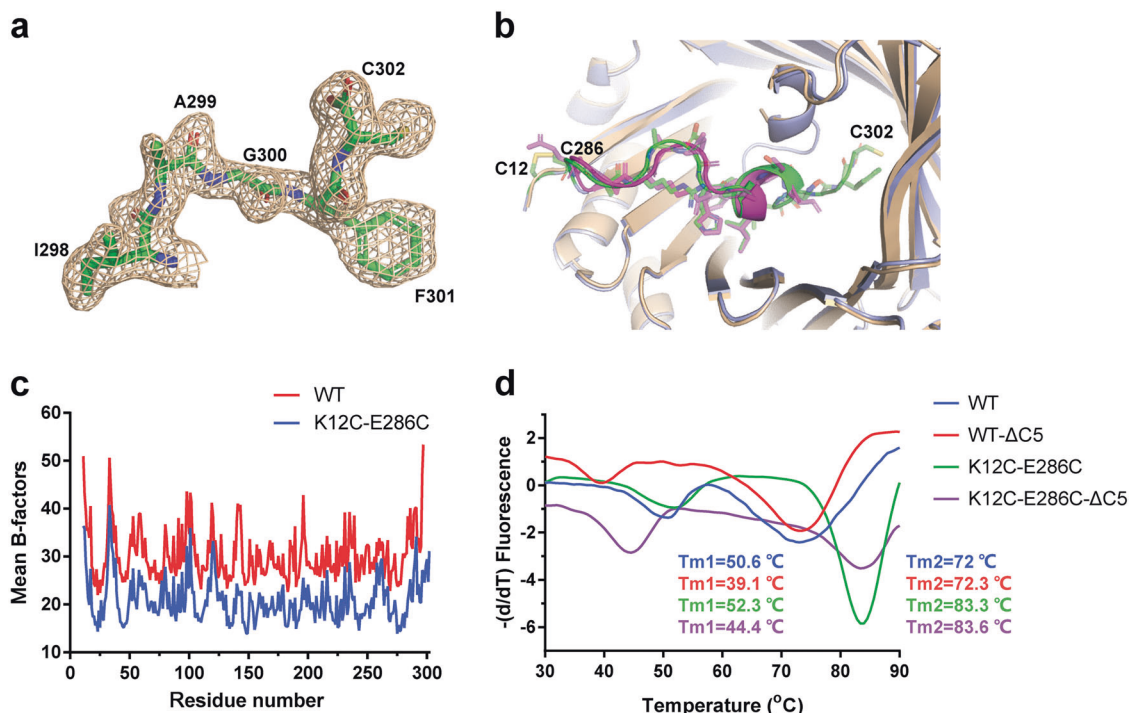 a
C302
A299
G300
I298
F301
b
C286
C12
C302
c
WT
K12C-E286C
60
50
40
30
20
10
Mean B-factors
0
50
100
150
200
250
300
Residue number
d
WT
WT-ΔC5
K12C-E286C
K12C-E286C-ΔC5
2
0
-2
-4
-6
-(d/dT) Fluorescence
Tm1=50.6 ℃
Tm2=72 ℃
Tm1=39.1 ℃
Tm2=72.3 ℃
Tm1=52.3 ℃
Tm2=83.3 ℃
Tm1=44.4 ℃
Tm2=83.6 ℃
30
40
50
60
70
80
90
Temperature (°C)